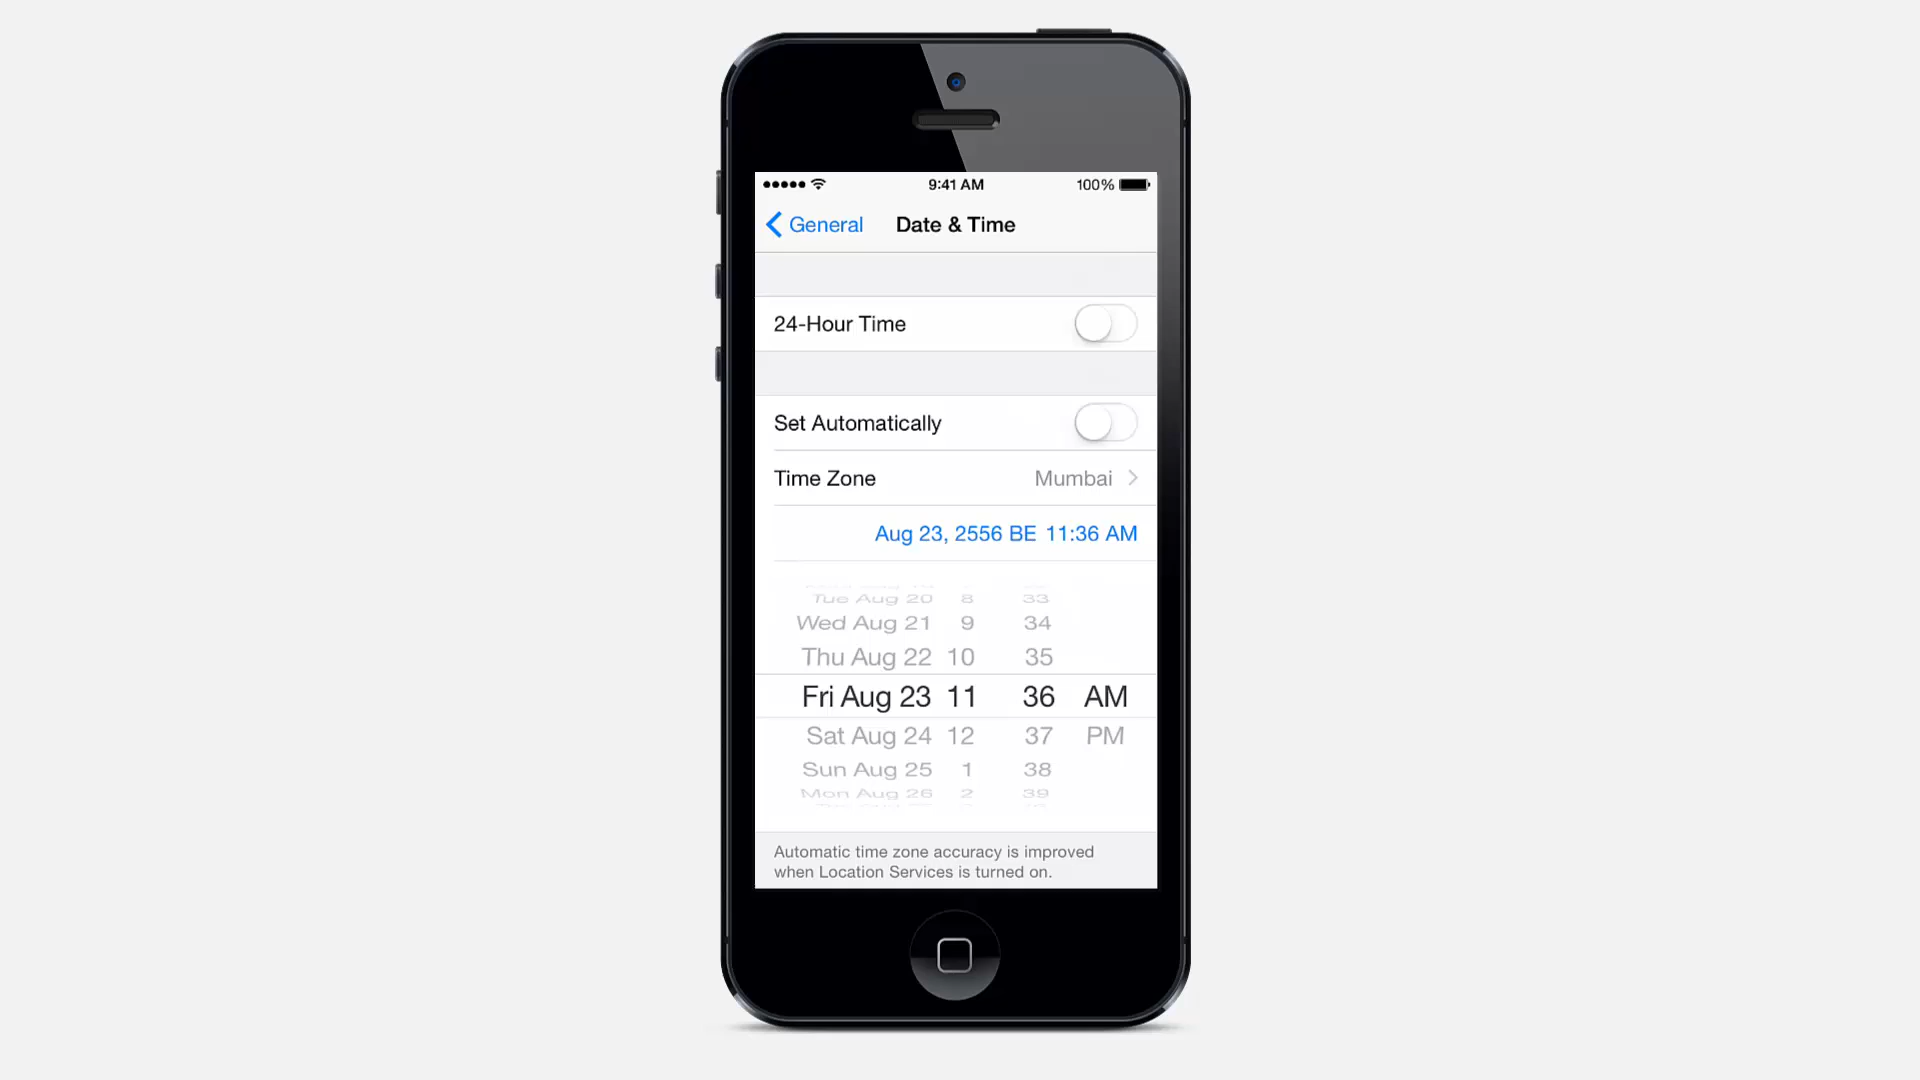 9:41 AM 100%
General Date & Time
24-Hour Time
Set Automatically
Time Zone Mumbai
Aug 23, 2556 BE 11:36 AM
Tue Aug 20 8 33
Wed Aug 21 9 34
Thu Aug 22 10 35
Fri Aug 23 11 36 AM
Sat Aug 24 12 37 PM
Sun Aug 25 1 38
Mon Aug 26 2 39
Automatic time zone accuracy is improved
when Location Services is turned on.